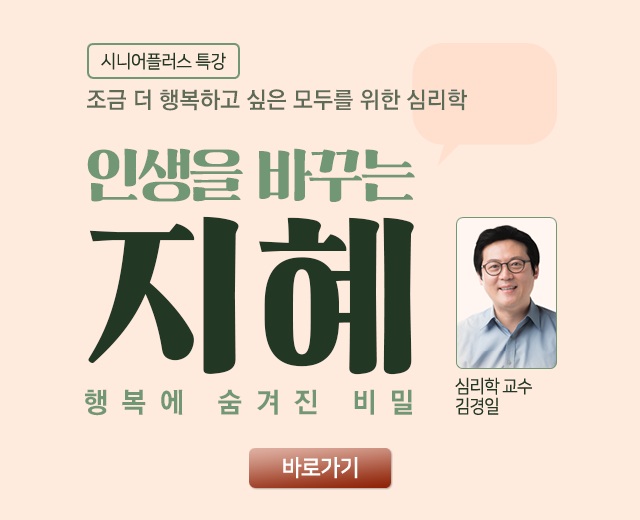 시니어플러스 특강
조금 더 행복하고 싶은 모두를 위한 심리학
인생을 바꾸는
지혜
행복에 숨겨진 비밀
심리학 교수
김경일
바로가기